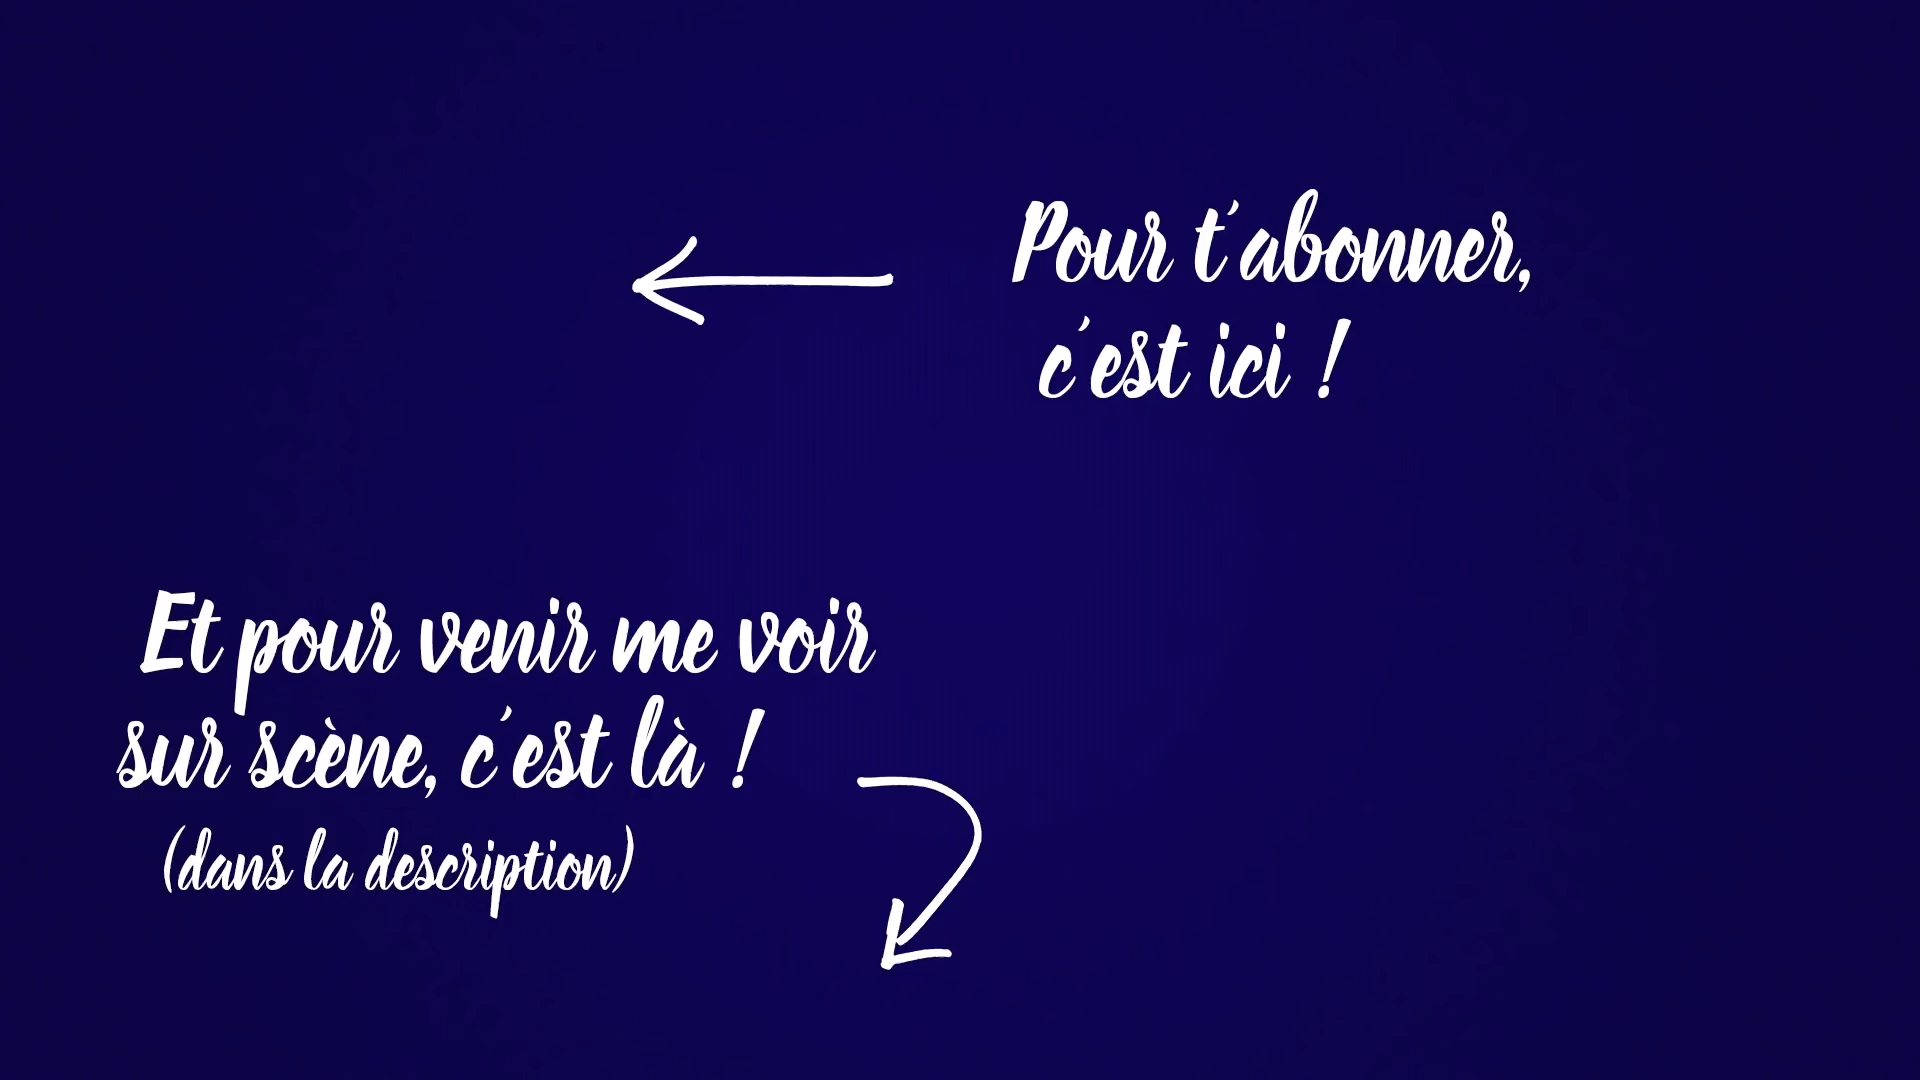 Pour t'abonner,
c'est ici !
Et pour venir me voir
sur scène, c'est là !
(dans la description)